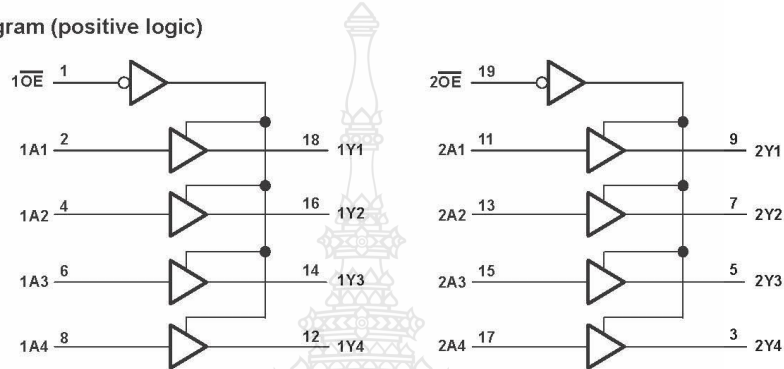 gram (positive logic)
1OE 1
2 1A1 18 1Y1
4 1A2 16 1Y2
6 1A3 14 1Y3
8 1A4 12 1Y4
2OE 19
11 2A1 9 2Y1
13 2A2 7 2Y2
15 2A3 5 2Y3
17 2A4 3 2Y4